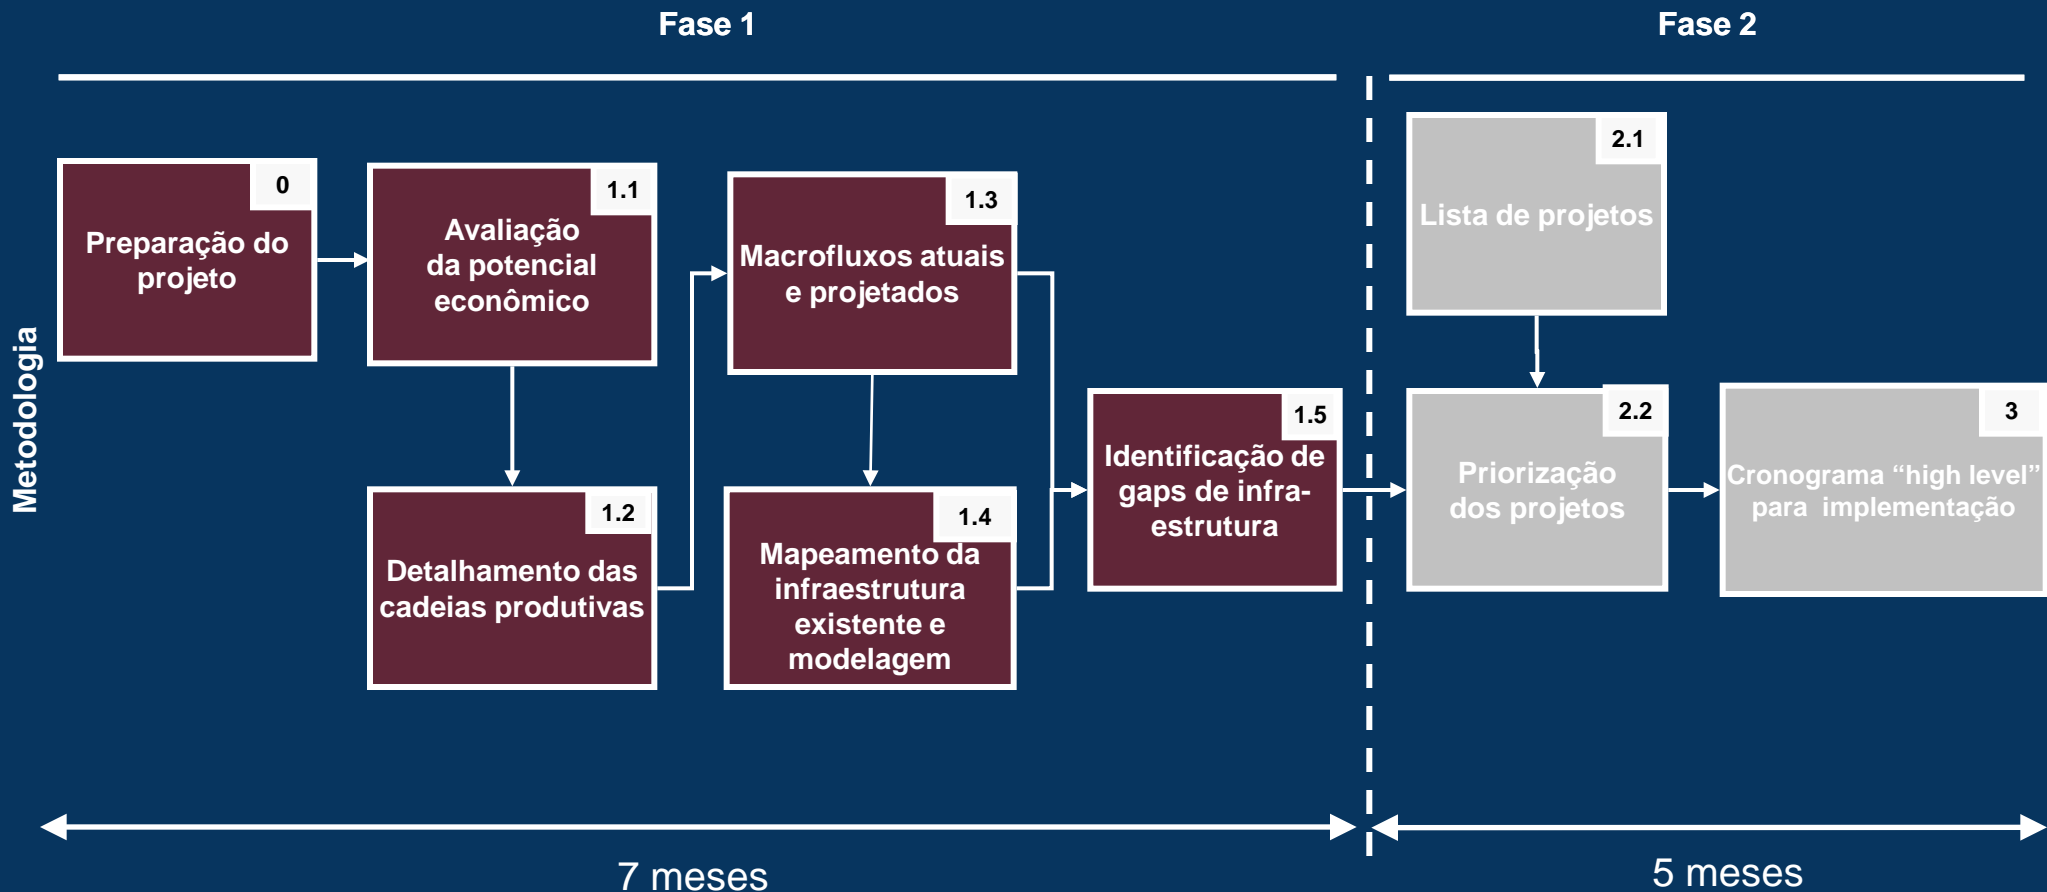 Fase 1
Fase 2
Metodologia
0
Preparação do
projeto
1.1
Avaliação
da potencial
econômico
1.2
Detalhamento das
cadeias produtivas
1.3
Macrofluxos atuais
e projetados
1.4
Mapeamento da
infraestrutura
existente e
modelagem
1.5
Identificação de
gaps de infra-
estrutura
2.1
Lista de projetos
2.2
Priorização
dos projetos
3
Cronograma “high level”
para implementação
7 meses
5 meses